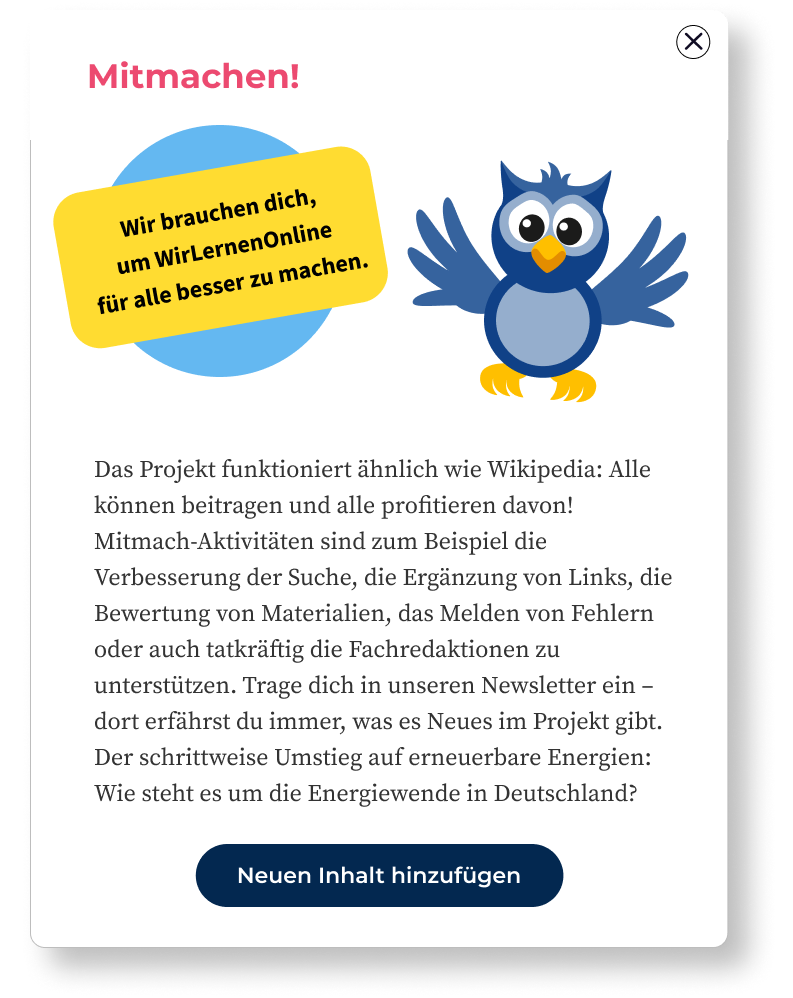 Mitmachen!
Wir brauchen dich,
um WirLernenOnline
für alle besser zu machen.
Das Projekt funktioniert ähnlich wie Wikipedia: Alle
können beitragen und alle profitieren davon!
Mitmach-Aktivitäten sind zum Beispiel die
Verbesserung der Suche, die Ergänzung von Links, die
Bewertung von Materialien, das Melden von Fehlern
oder auch tatkräftig die Fachredaktionen zu
unterstützen. Trage dich in unseren Newsletter ein –
dort erfährst du immer, was es Neues im Projekt gibt.
Der schrittweise Umstieg auf erneuerbare Energien:
Wie steht es um die Energiewende in Deutschland?
Neuen Inhalt hinzufügen